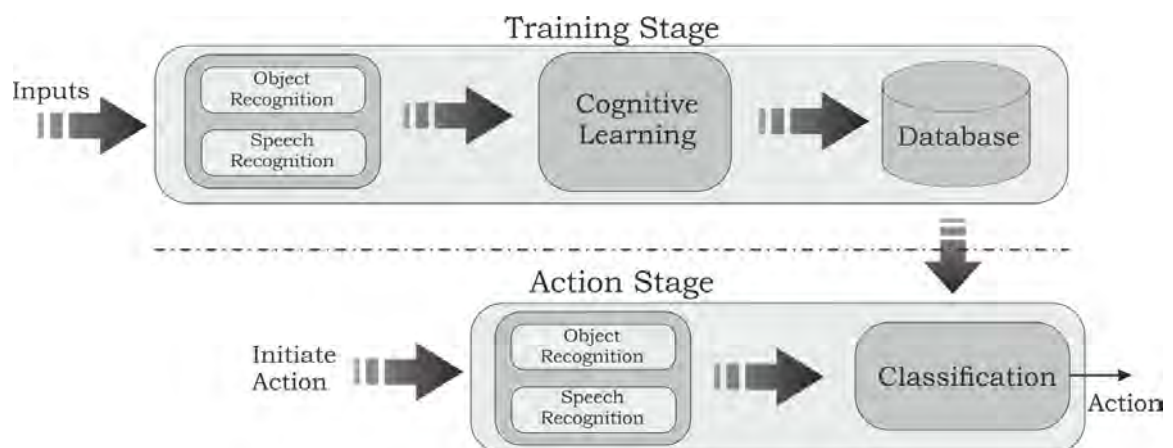 Training Stage
Inputs
Object
Recognition
Speech
Recognition
Cognitive
Learning
Database
Action Stage
Initiate
Action
Object
Recognition
Speech
Recognition
Classification
Action